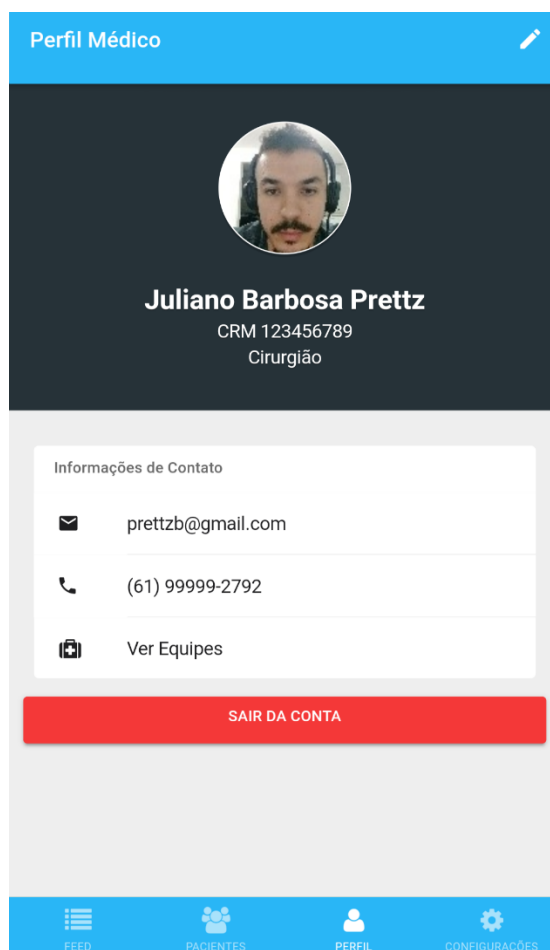 Perfil Médico
Juliano Barbosa Prettz
CRM 123456789
Cirurgião
Informações de Contato
prettzb@gmail.com
(61) 99999-2792
Ver Equipes
SAIR DA CONTA
FEED
PACIENTES
PERFIL
CONFIGURAÇÕES